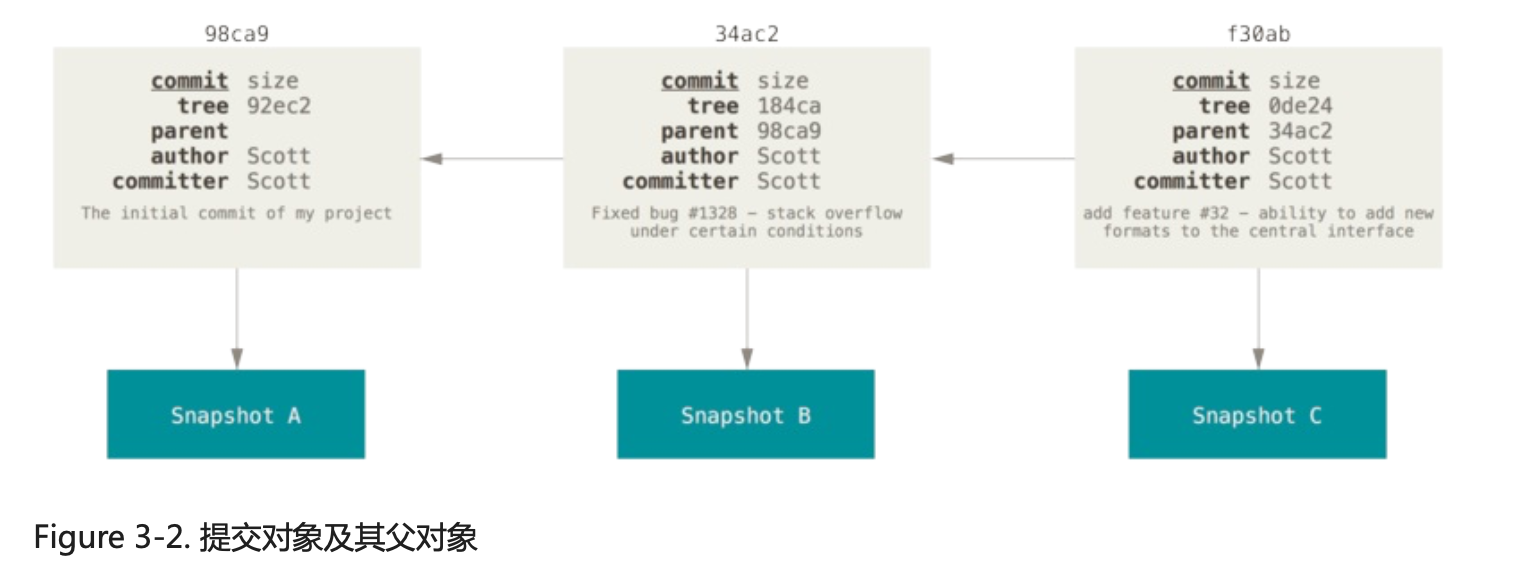 98ca9
commit size
tree 92ec2
parent
author Scott
committer Scott
The initial commit of my project
34ac2
commit size
tree 184ca
parent 98ca9
author Scott
committer Scott
Fixed bug #1328 – stack overflow
under certain conditions
f30ab
commit size
tree 0de24
parent 34ac2
author Scott
committer Scott
add feature #32 – ability to add new
formats to the central interface
Snapshot A
Snapshot B
Snapshot C
Figure 3-2. 提交对象及其父对象